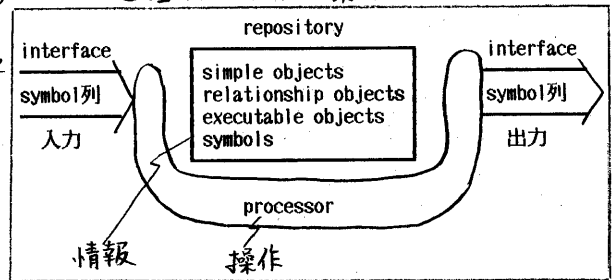 repository
interface
symbol列
入力
simple objects
relationship objects
executable objects
symbols
interface
symbol列
出力
processor
情報
操作